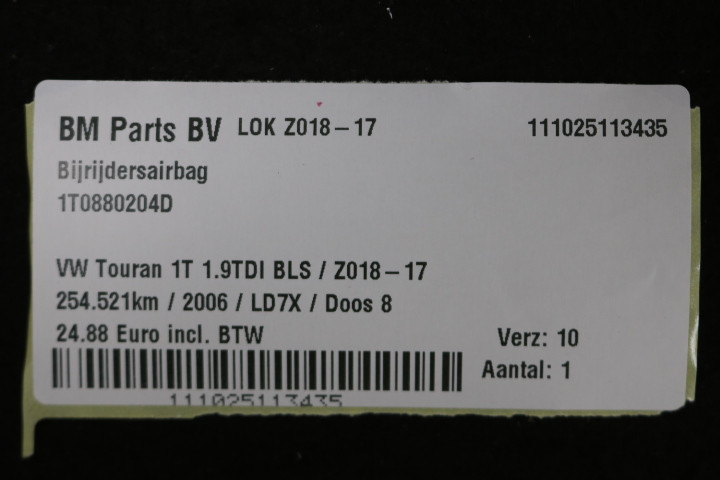 BM Parts BV LOK Z018-17 111025113435
Bijrijdersairbag
1T0880204D
VW Touran 1T 1.9TDI BLS / Z018-17
254.521km / 2006 / LD7X / Doos 8
24.88 Euro incl. BTW Verz: 10
Aantal: 1
111025113435